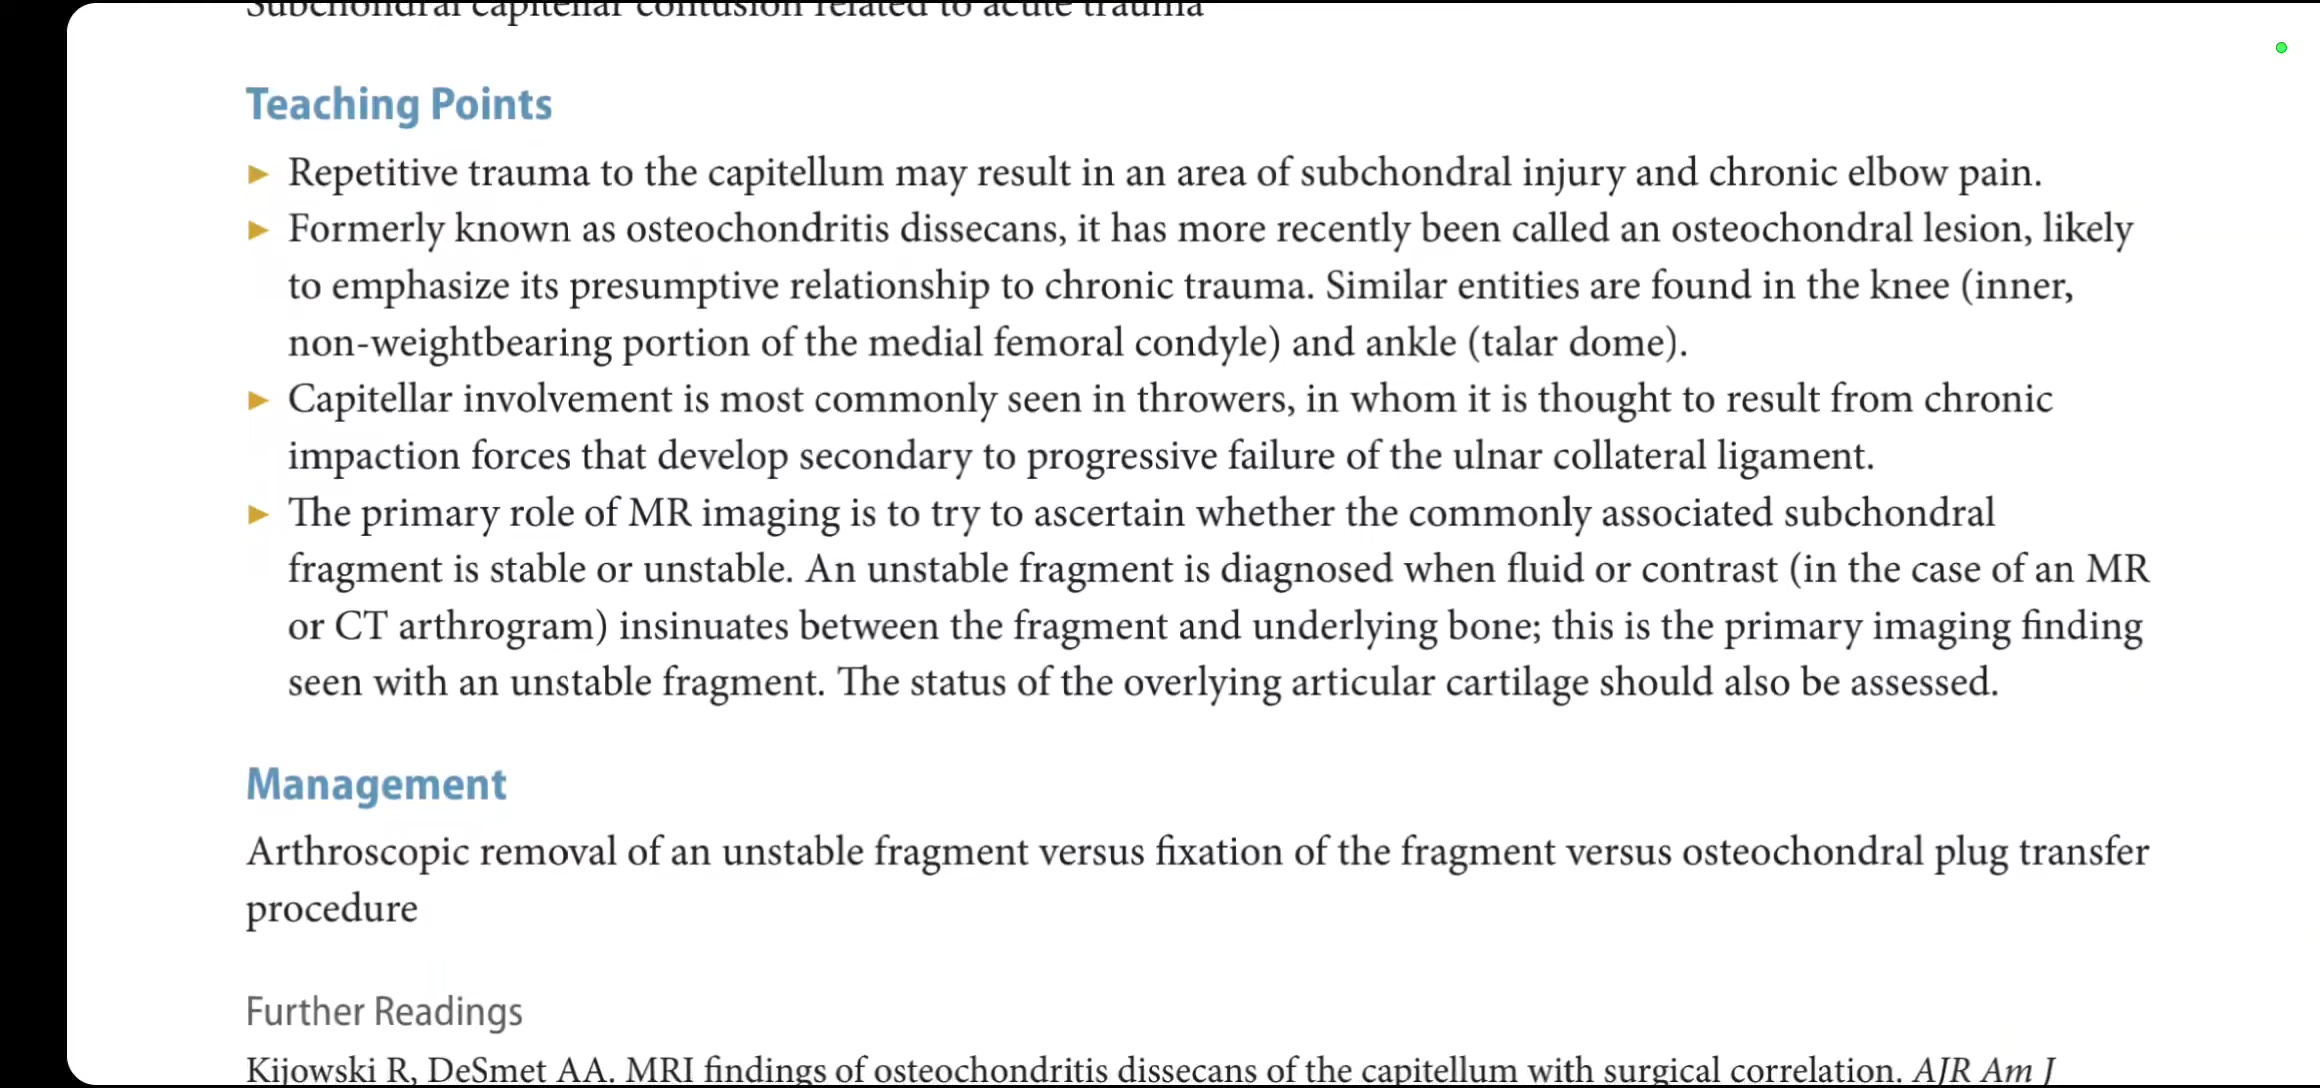 Subchondral capitellar contusion related to acute trauma
Teaching Points
► Repetitive trauma to the capitellum may result in an area of subchondral injury and chronic elbow pain.
► Formerly known as osteochondritis dissecans, it has more recently been called an osteochondral lesion, likely
to emphasize its presumptive relationship to chronic trauma. Similar entities are found in the knee (inner,
non-weightbearing portion of the medial femoral condyle) and ankle (talar dome).
► Capitellar involvement is most commonly seen in throwers, in whom it is thought to result from chronic
impaction forces that develop secondary to progressive failure of the ulnar collateral ligament.
► The primary role of MR imaging is to try to ascertain whether the commonly associated subchondral
fragment is stable or unstable. An unstable fragment is diagnosed when fluid or contrast (in the case of an MR
or CT arthrogram) insinuates between the fragment and underlying bone; this is the primary imaging finding
seen with an unstable fragment. The status of the overlying articular cartilage should also be assessed.
Management
Arthroscopic removal of an unstable fragment versus fixation of the fragment versus osteochondral plug transfer
procedure
Further Readings
Kijowski R, DeSmet AA. MRI findings of osteochondritis dissecans of the capitellum with surgical correlation. AJR Am J